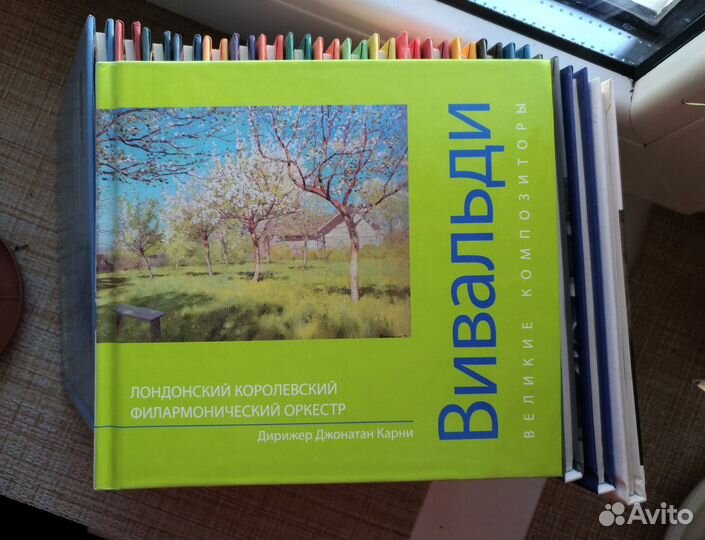 ЛОНДОНСКИЙ КОРОЛЕВСКИЙ
ФИЛАРМОНИЧЕСКИЙ ОРКЕСТР
Дирижер Джонатан Карни
Вивальди
ВЕЛИКИЕ КОМПОЗИТОРЫ
Avito